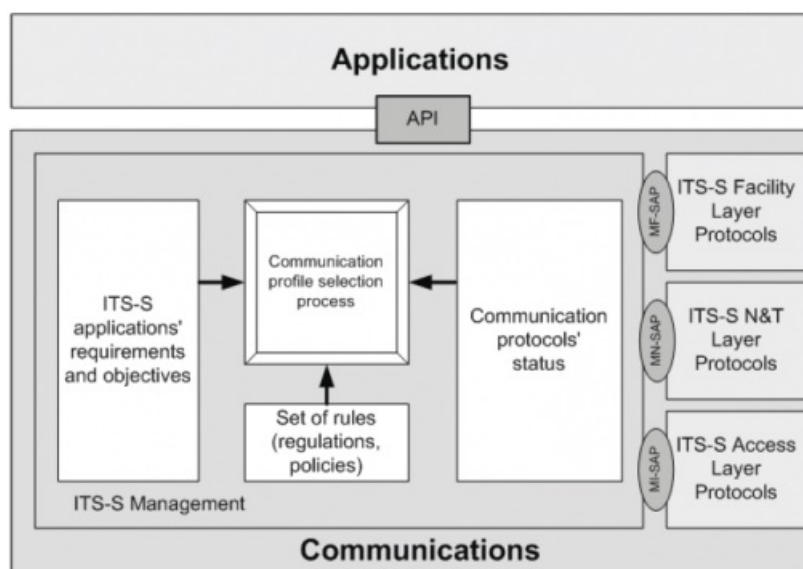 Applications
API
ITS-S
applications'
requirements
and objectives
Communication
profile selection
process
Set of rules
(regulations,
policies)
Communication
protocols'
status
ITS-S Management
MF-SAP
ITS-S Facility
Layer
Protocols
MN-SAP
ITS-S N&T
Layer
Protocols
MI-SAP
ITS-S Access
Layer
Protocols
Communications